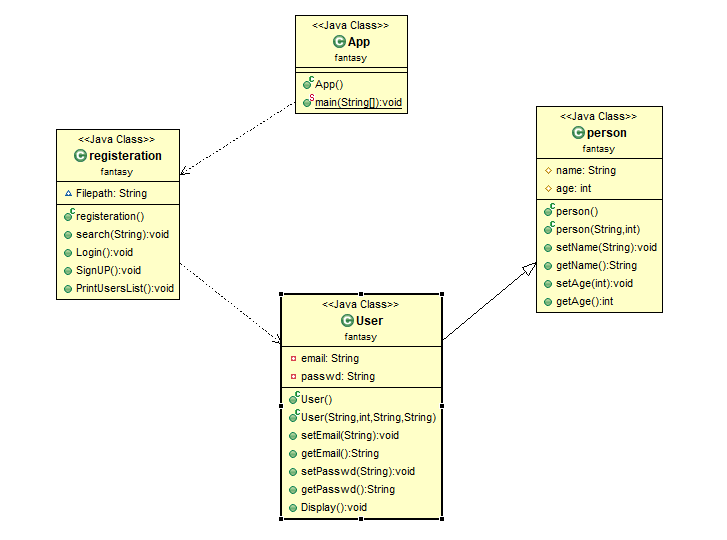 <<Java Class>>
App
fantasy
App()
main(String[]):void
<<Java Class>>
registeration
fantasy
Filepath: String
registeration()
search(String):void
Login():void
SignUP():void
PrintUsersList():void
<<Java Class>>
person
fantasy
name: String
age: int
person()
person(String,int)
setName(String):void
getName():String
setAge(int):void
getAge():int
<<Java Class>>
User
fantasy
email: String
passwd: String
User()
User(String,int,String,String)
setEmail(String):void
getEmail():String
setPasswd(String):void
getPasswd():String
Display():void